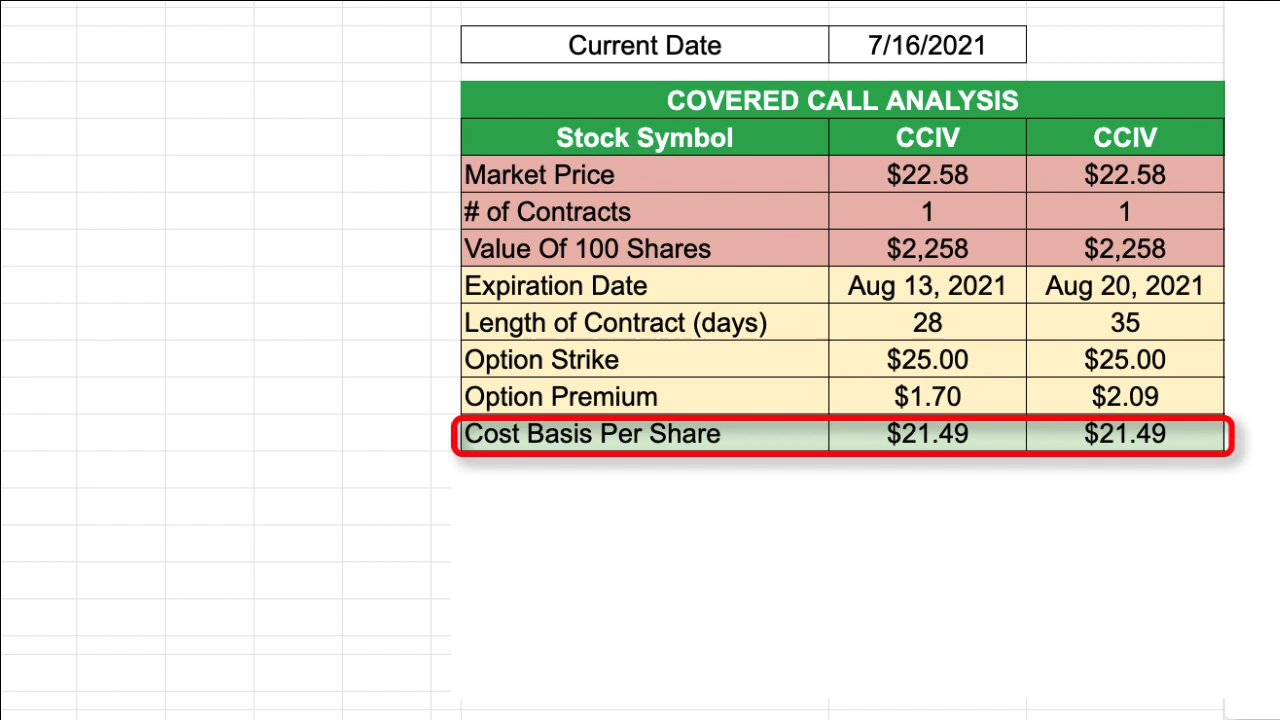 Current Date 7/16/2021
COVERED CALL ANALYSIS
Stock Symbol CCIV CCIV
Market Price $22.58 $22.58
# of Contracts 1 1
Value Of 100 Shares $2,258 $2,258
Expiration Date Aug 13, 2021 Aug 20, 2021
Length of Contract (days) 28 35
Option Strike $25.00 $25.00
Option Premium $1.70 $2.09
Cost Basis Per Share $21.49 $21.49